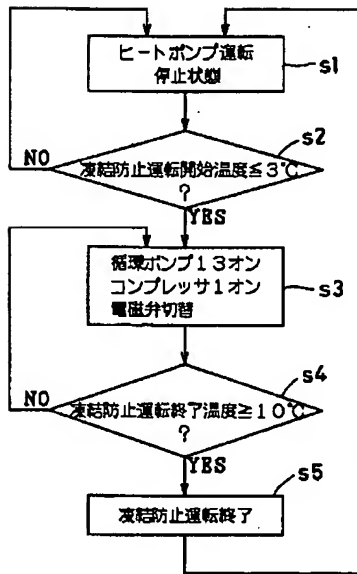 ヒートポンプ運転
停止状態
s1
s2
NO
凍結防止運転開始温度≦3℃
?
YES
循環ポンプ13オン
コンプレッサ1オン
電磁弁切替
s3
s4
NO
凍結防止運転終了温度≧10℃
?
YES
s5
凍結防止運転終了